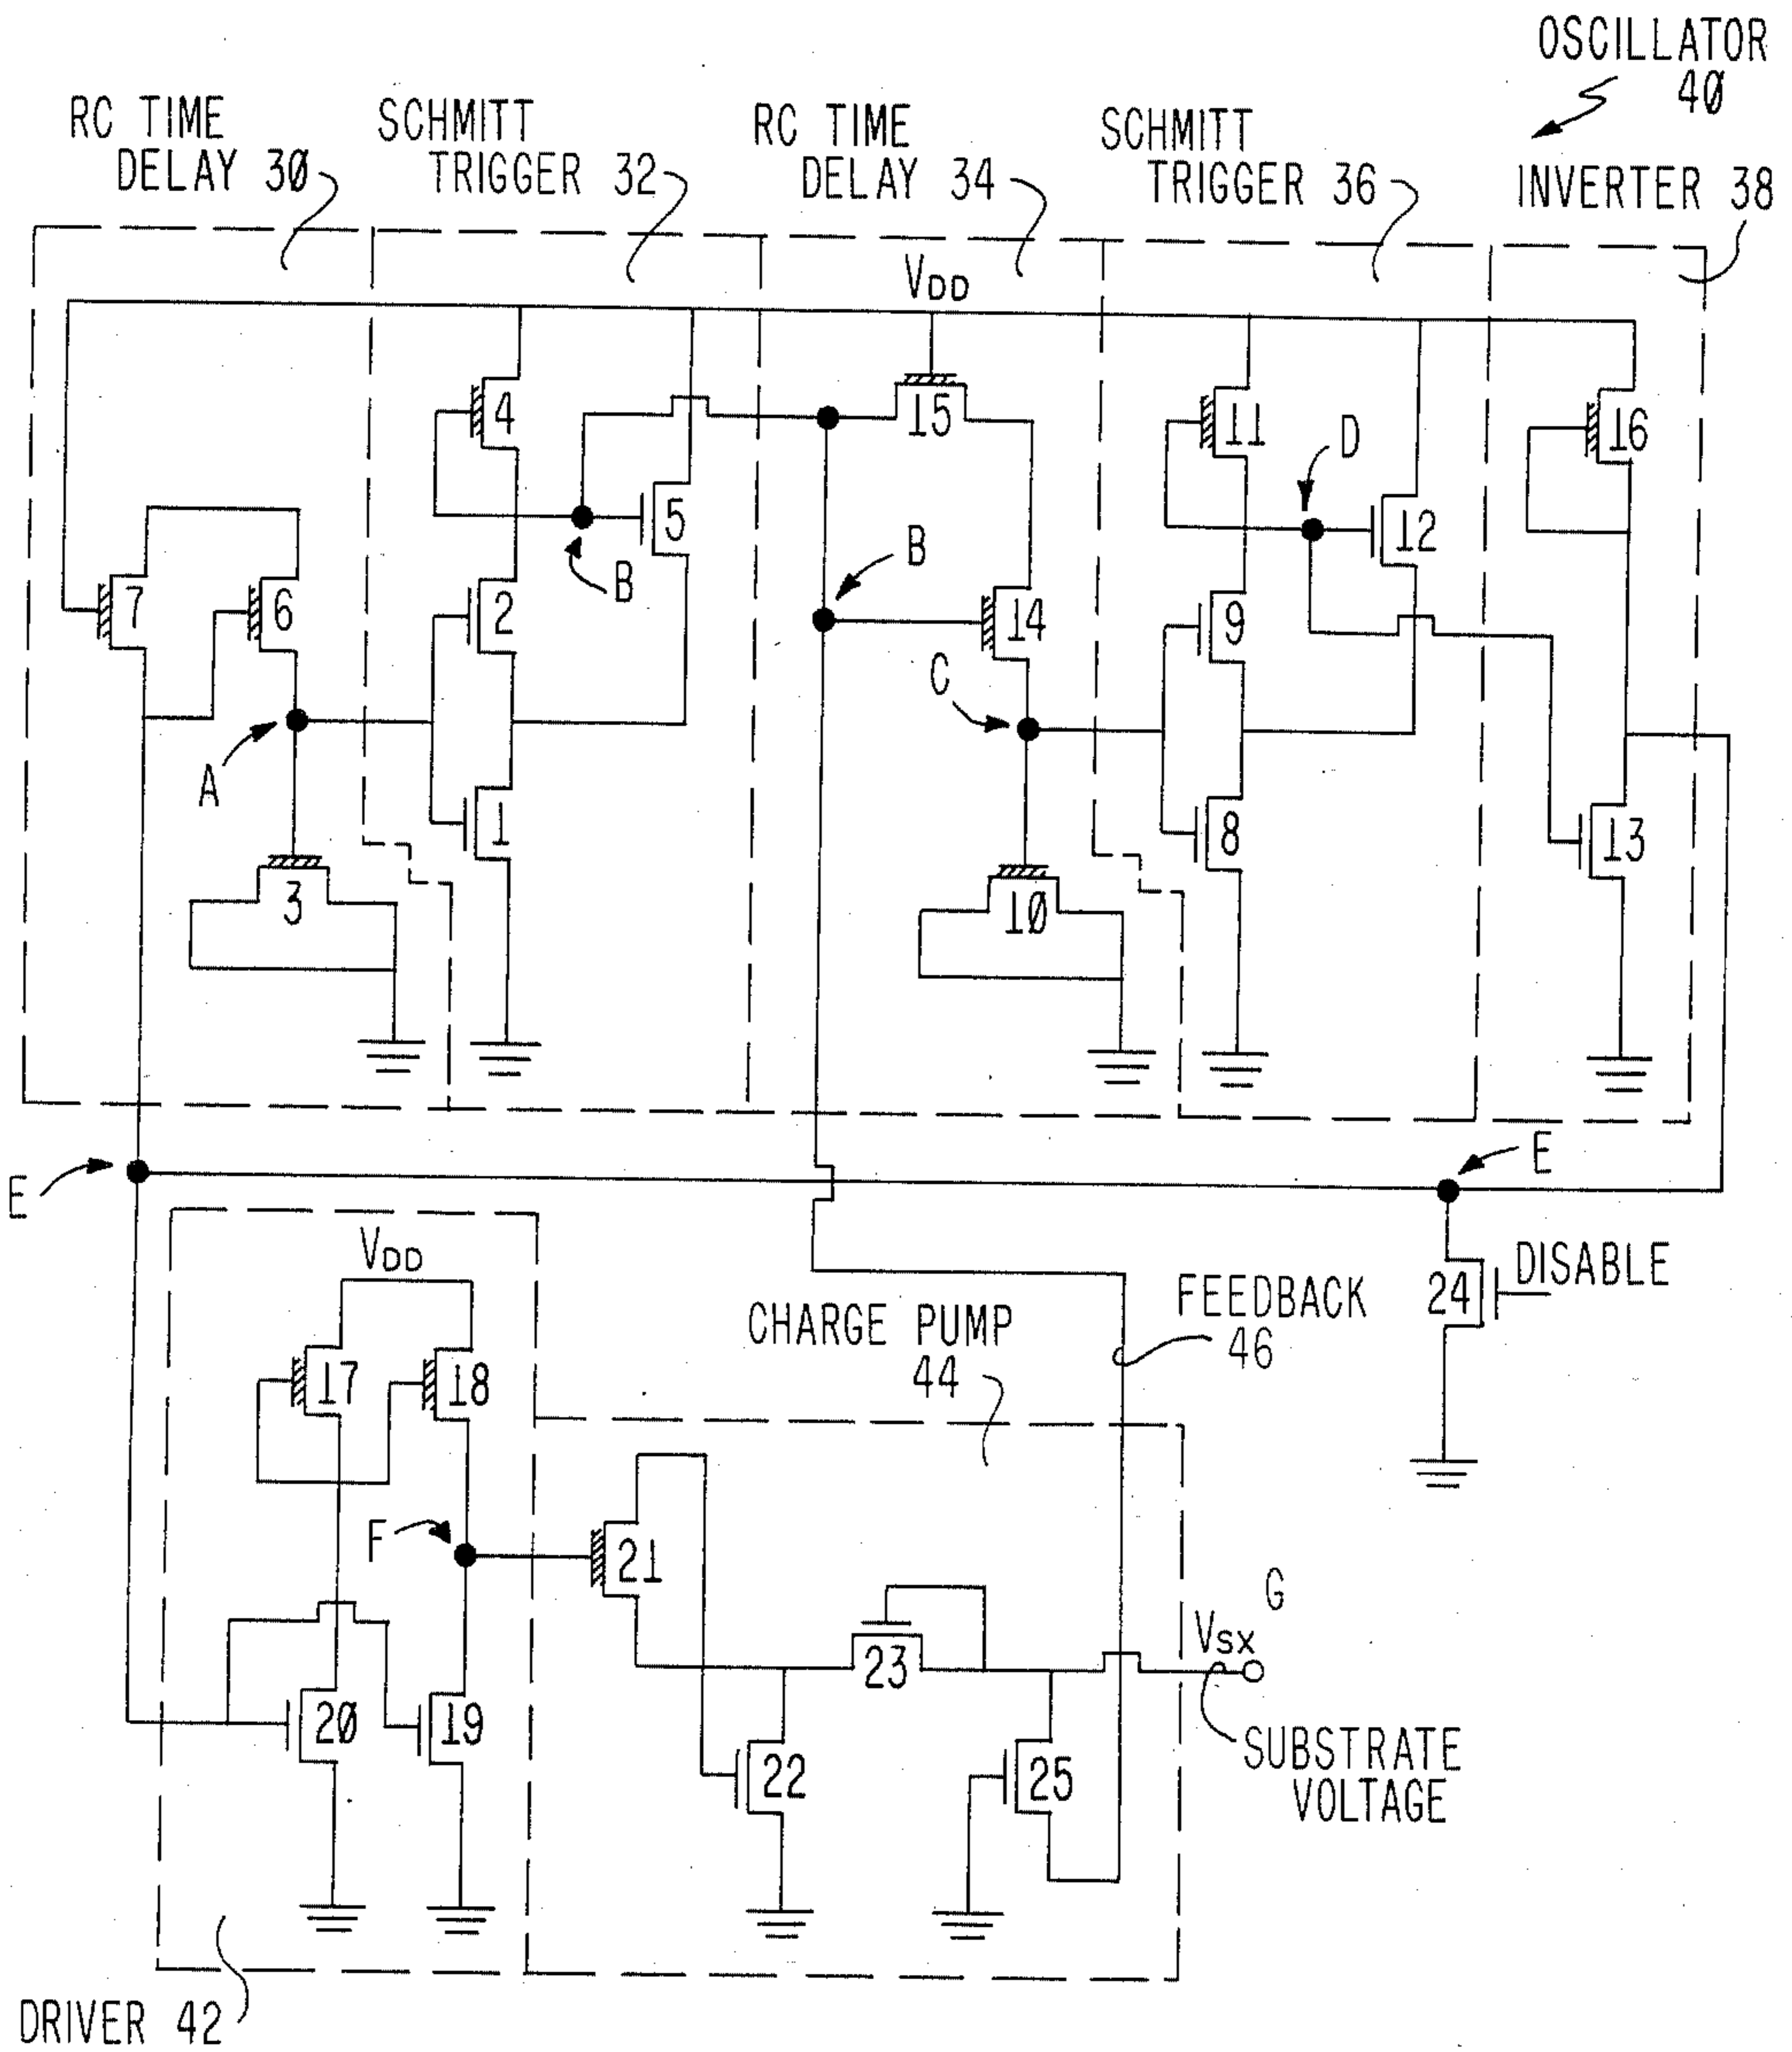 OSCILLATOR
40
RC TIME
DELAY 30
SCHMITT
TRIGGER 32
RC TIME
DELAY 34
SCHMITT
TRIGGER 36
INVERTER 38
VDD
4
15
11
D
16
5
12
B
B
7
6
2
14
9
C
A
1
8
13
3
10
E
E
VDD
DISABLE
24
FEEDBACK
46
CHARGE PUMP
44
17
18
F
21
G
VSX
23
20
19
22
25
SUBSTRATE
VOLTAGE
DRIVER 42